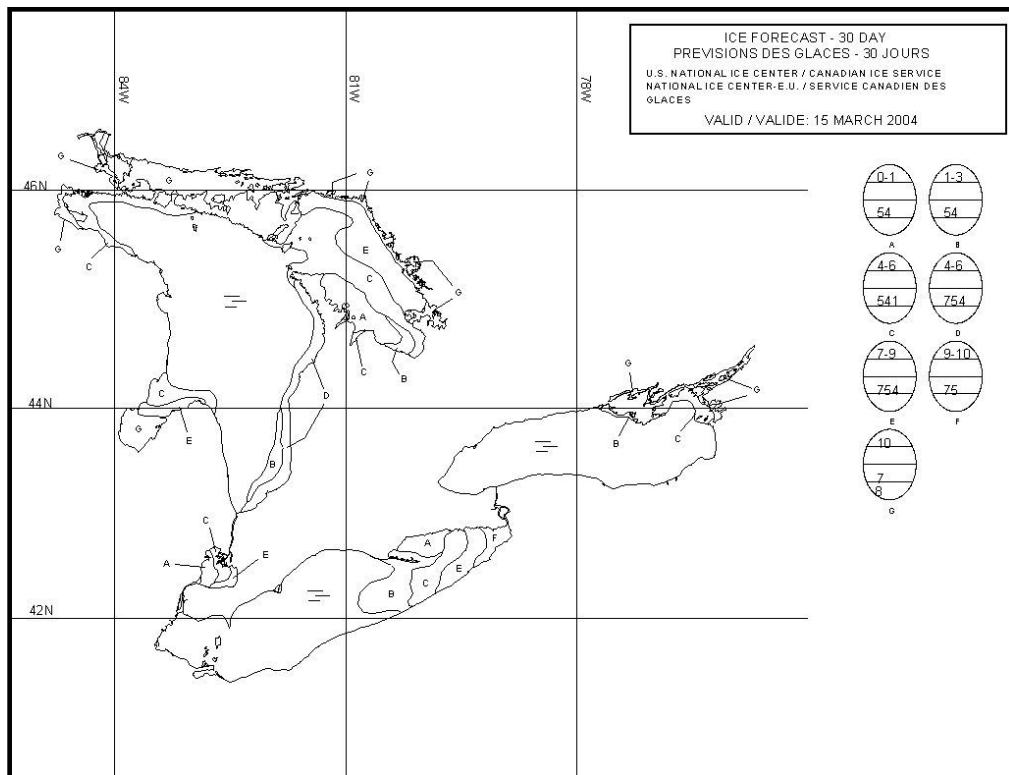 ICE FORECAST - 30 DAY
PREVISIONS DES GLACES - 30 JOURS
U.S. NATIONAL ICE CENTER / CANADIAN ICE SERVICE
NATIONAL ICE CENTER-E.U. / SERVICE CANADIEN DES
GLACES
VALID / VALIDE: 15 MARCH 2004
84W
81W
78W
46N
44N
42N
G
G
G
G
G
C
E
C
G
G
A
C
B
D
C
G
E
B
G
G
B
C
C
A
E
A
F
E
C
B
0-1
54
A
1-3
54
B
4-6
541
C
4-6
754
D
7-9
754
E
9-10
75
F
10
7
8
G